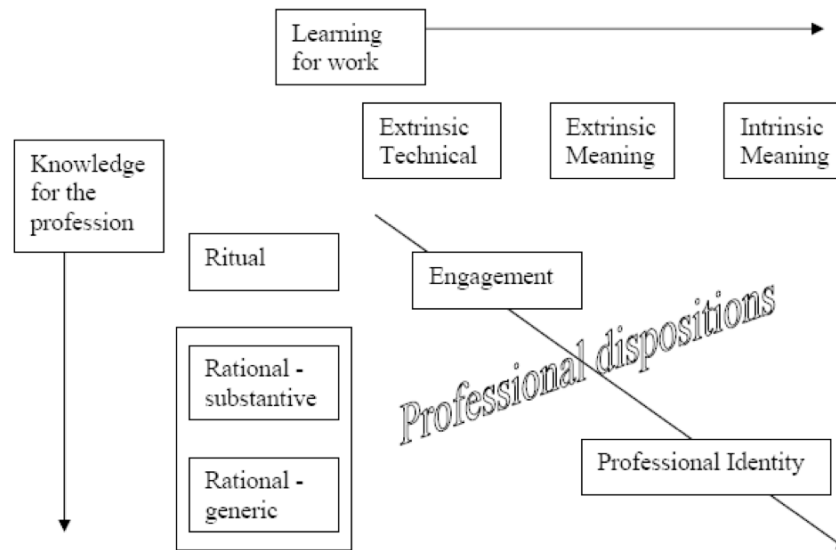 Learning
for work
Extrinsic
Technical
Extrinsic
Meaning
Intrinsic
Meaning
Knowledge
for the
profession
Ritual
Engagement
Professional dispositions
Rational -
substantive
Professional Identity
Rational -
generic